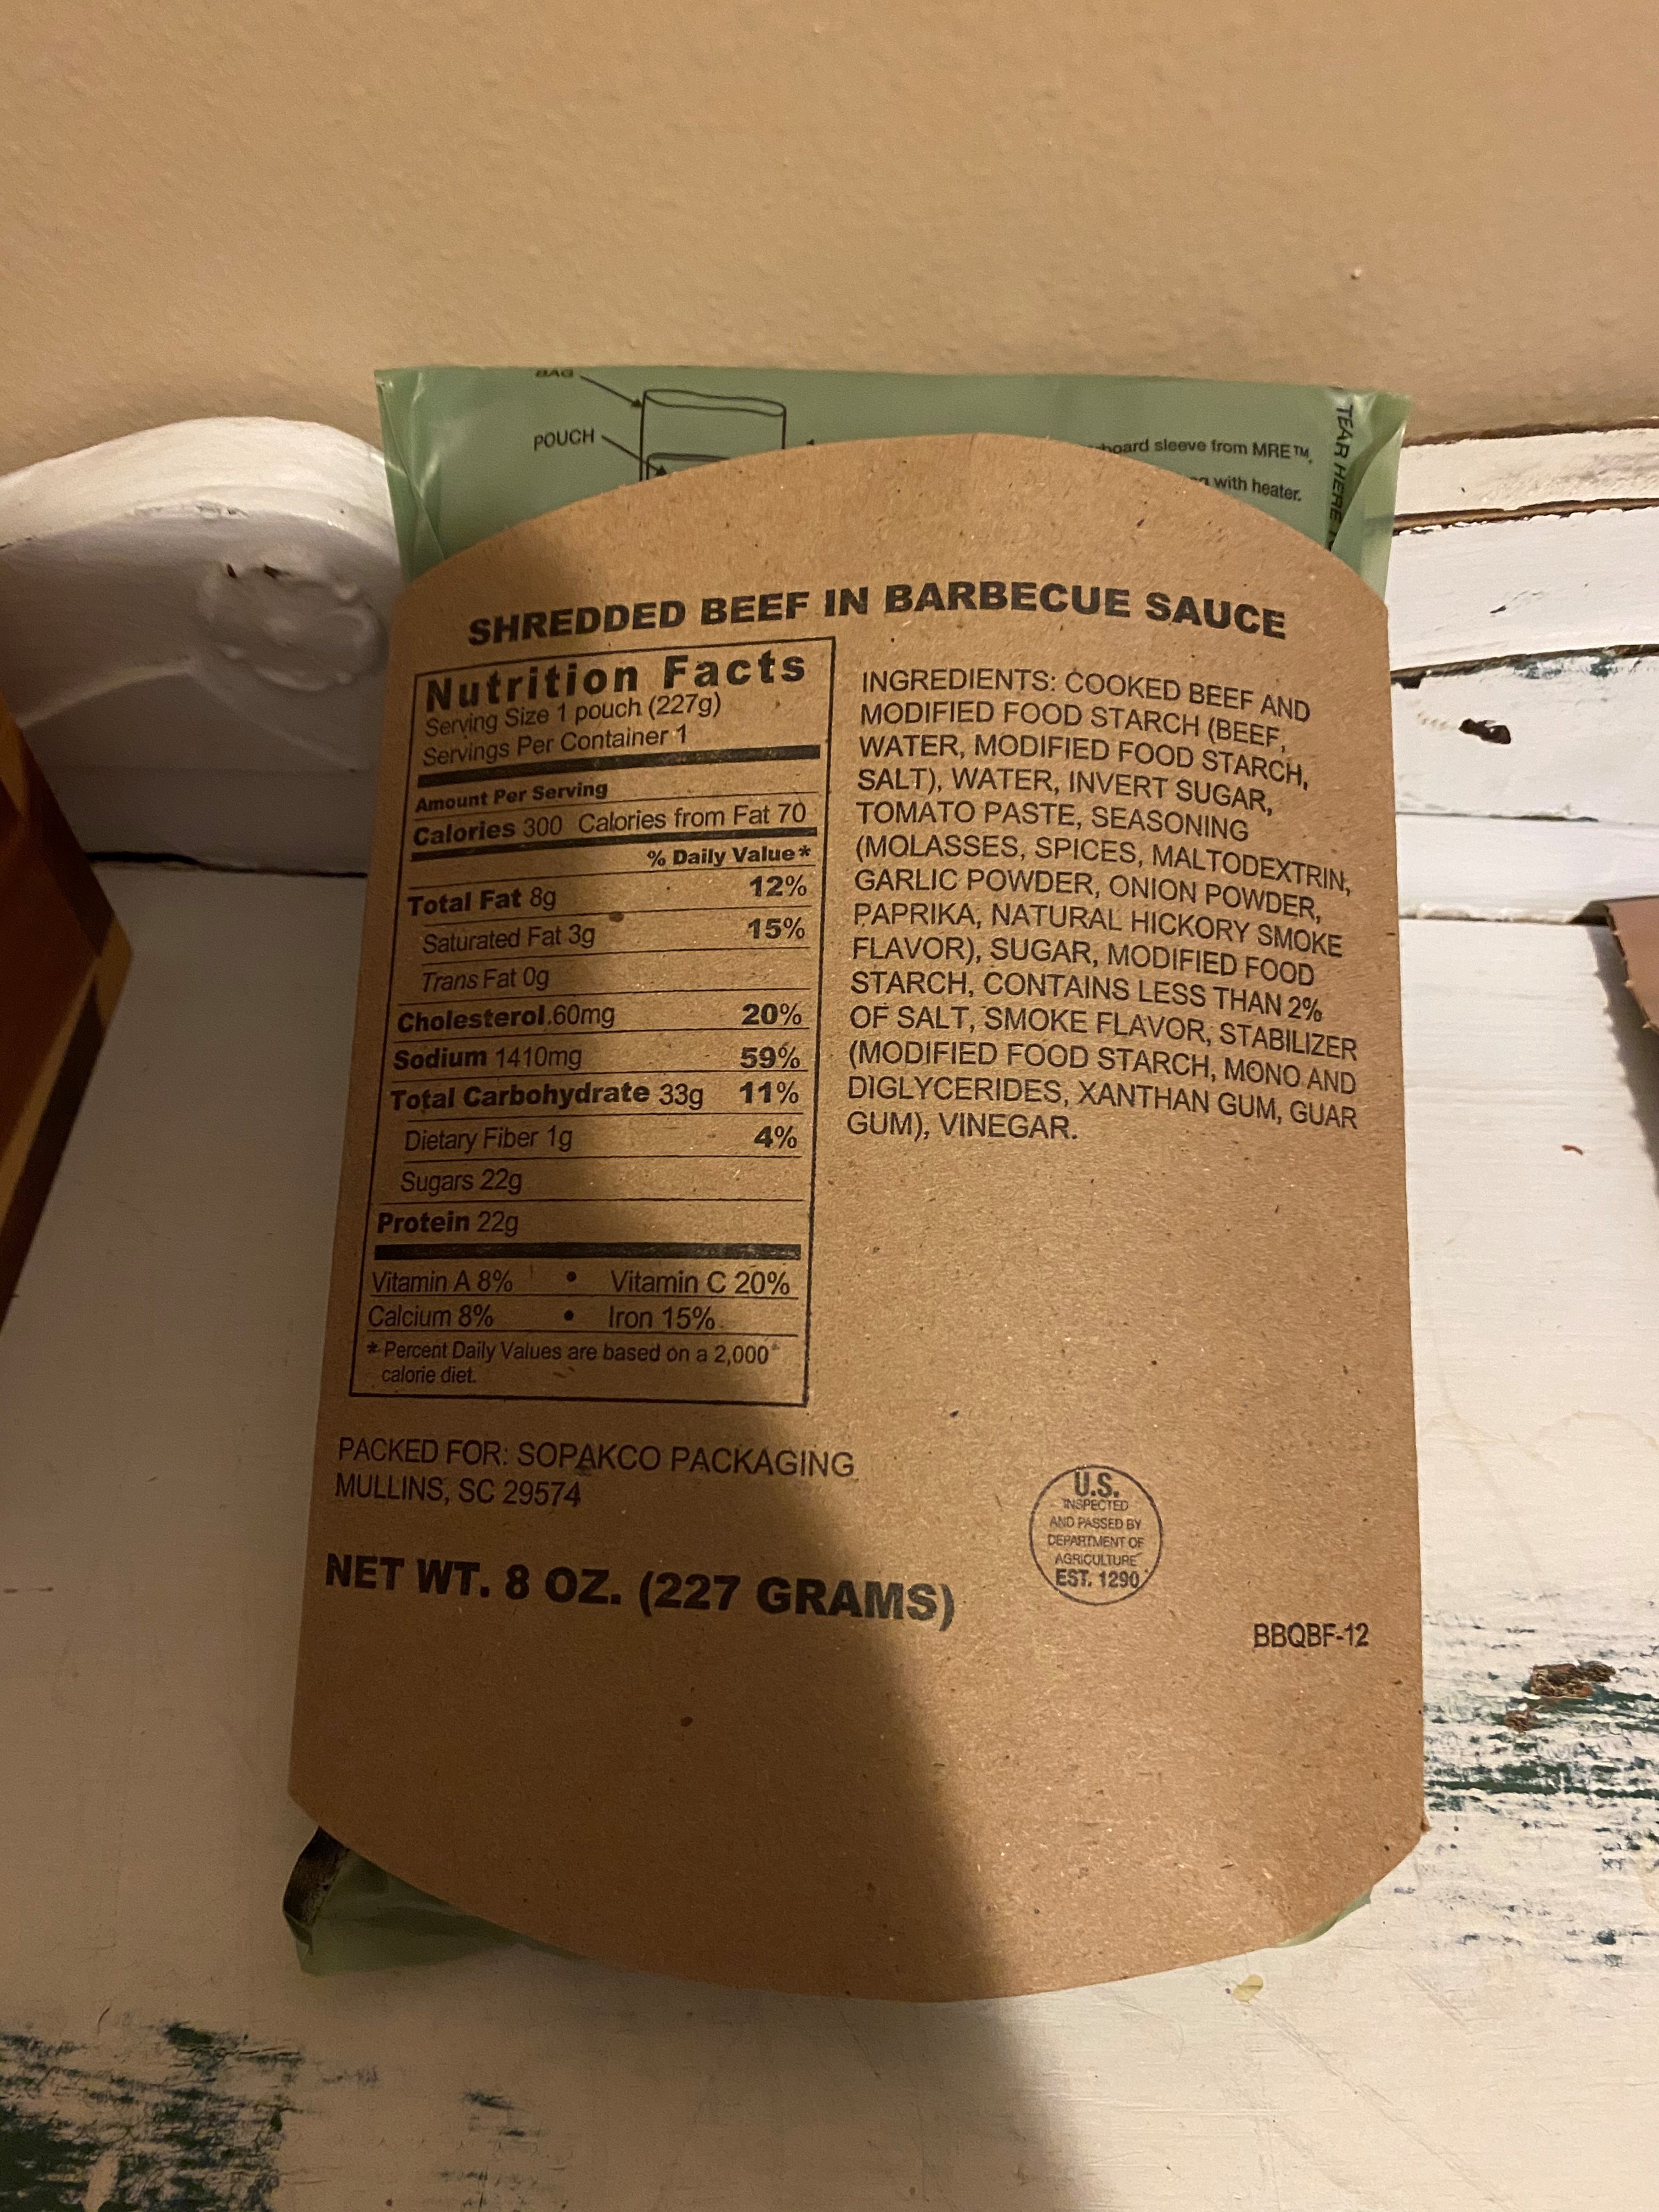 BAG
POUCH
board sleeve from MRE™,
with heater.
TEAR HERE
SHREDDED BEEF IN BARBECUE SAUCE
Nutrition Facts
Serving Size 1 pouch (227g)
Servings Per Container 1
Amount Per Serving
Calories 300 Calories from Fat 70
% Daily Value*
Total Fat 8g 12%
Saturated Fat 3g 15%
Trans Fat 0g
Cholesterol 60mg 20%
Sodium 1410mg 59%
Total Carbohydrate 33g 11%
Dietary Fiber 1g 4%
Sugars 22g
Protein 22g
Vitamin A 8% • Vitamin C 20%
Calcium 8% • Iron 15%
* Percent Daily Values are based on a 2,000
calorie diet.
INGREDIENTS: COOKED BEEF AND
MODIFIED FOOD STARCH (BEEF,
WATER, MODIFIED FOOD STARCH,
SALT), WATER, INVERT SUGAR,
TOMATO PASTE, SEASONING
(MOLASSES, SPICES, MALTODEXTRIN,
GARLIC POWDER, ONION POWDER,
PAPRIKA, NATURAL HICKORY SMOKE
FLAVOR), SUGAR, MODIFIED FOOD
STARCH, CONTAINS LESS THAN 2%
OF SALT, SMOKE FLAVOR, STABILIZER
(MODIFIED FOOD STARCH, MONO AND
DIGLYCERIDES, XANTHAN GUM, GUAR
GUM), VINEGAR.
PACKED FOR: SOPAKCO PACKAGING
MULLINS, SC 29574
NET WT. 8 OZ. (227 GRAMS)
U.S.
INSPECTED
AND PASSED BY
DEPARTMENT OF
AGRICULTURE
EST. 1290
BBQBF-12